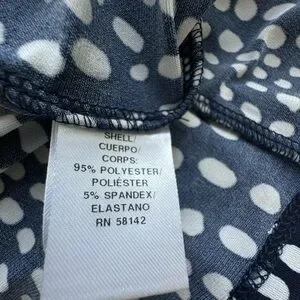 SHELL/
CUERPO/
CORPS:
95% POLYESTER/
POLIÉSTER
5% SPANDEX/
ELASTANO
RN 58142